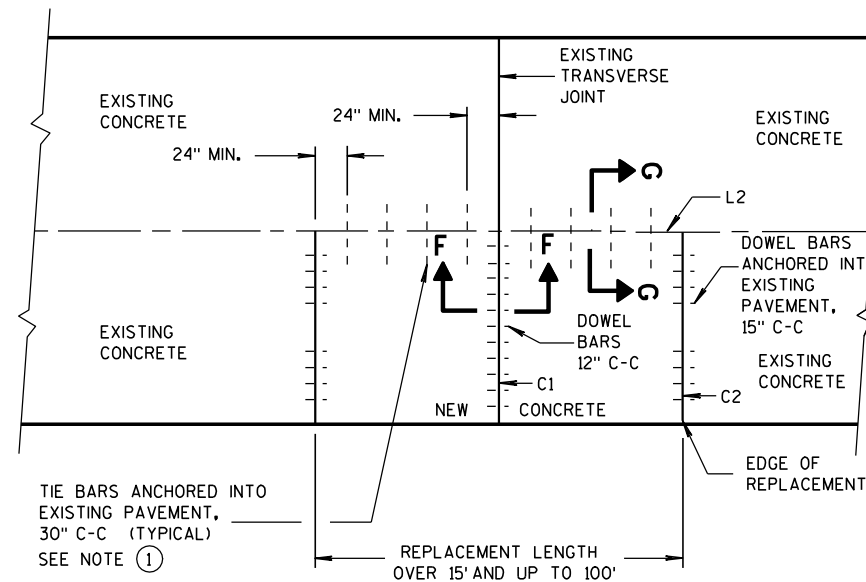 EXISTING
TRANSVERSE
JOINT
EXISTING
CONCRETE
24" MIN.
EXISTING
CONCRETE
24" MIN.
G
L2
F
F
DOWEL BARS
ANCHORED INT
EXISTING
PAVEMENT,
15" C-C
G
EXISTING
CONCRETE
DOWEL
BARS
12" C-C
EXISTING
CONCRETE
C1
C2
NEW
CONCRETE
EDGE OF
REPLACEMENT
TIE BARS ANCHORED INTO
EXISTING PAVEMENT,
30" C-C (TYPICAL)
SEE NOTE 1
REPLACEMENT LENGTH
OVER 15' AND UP TO 100'